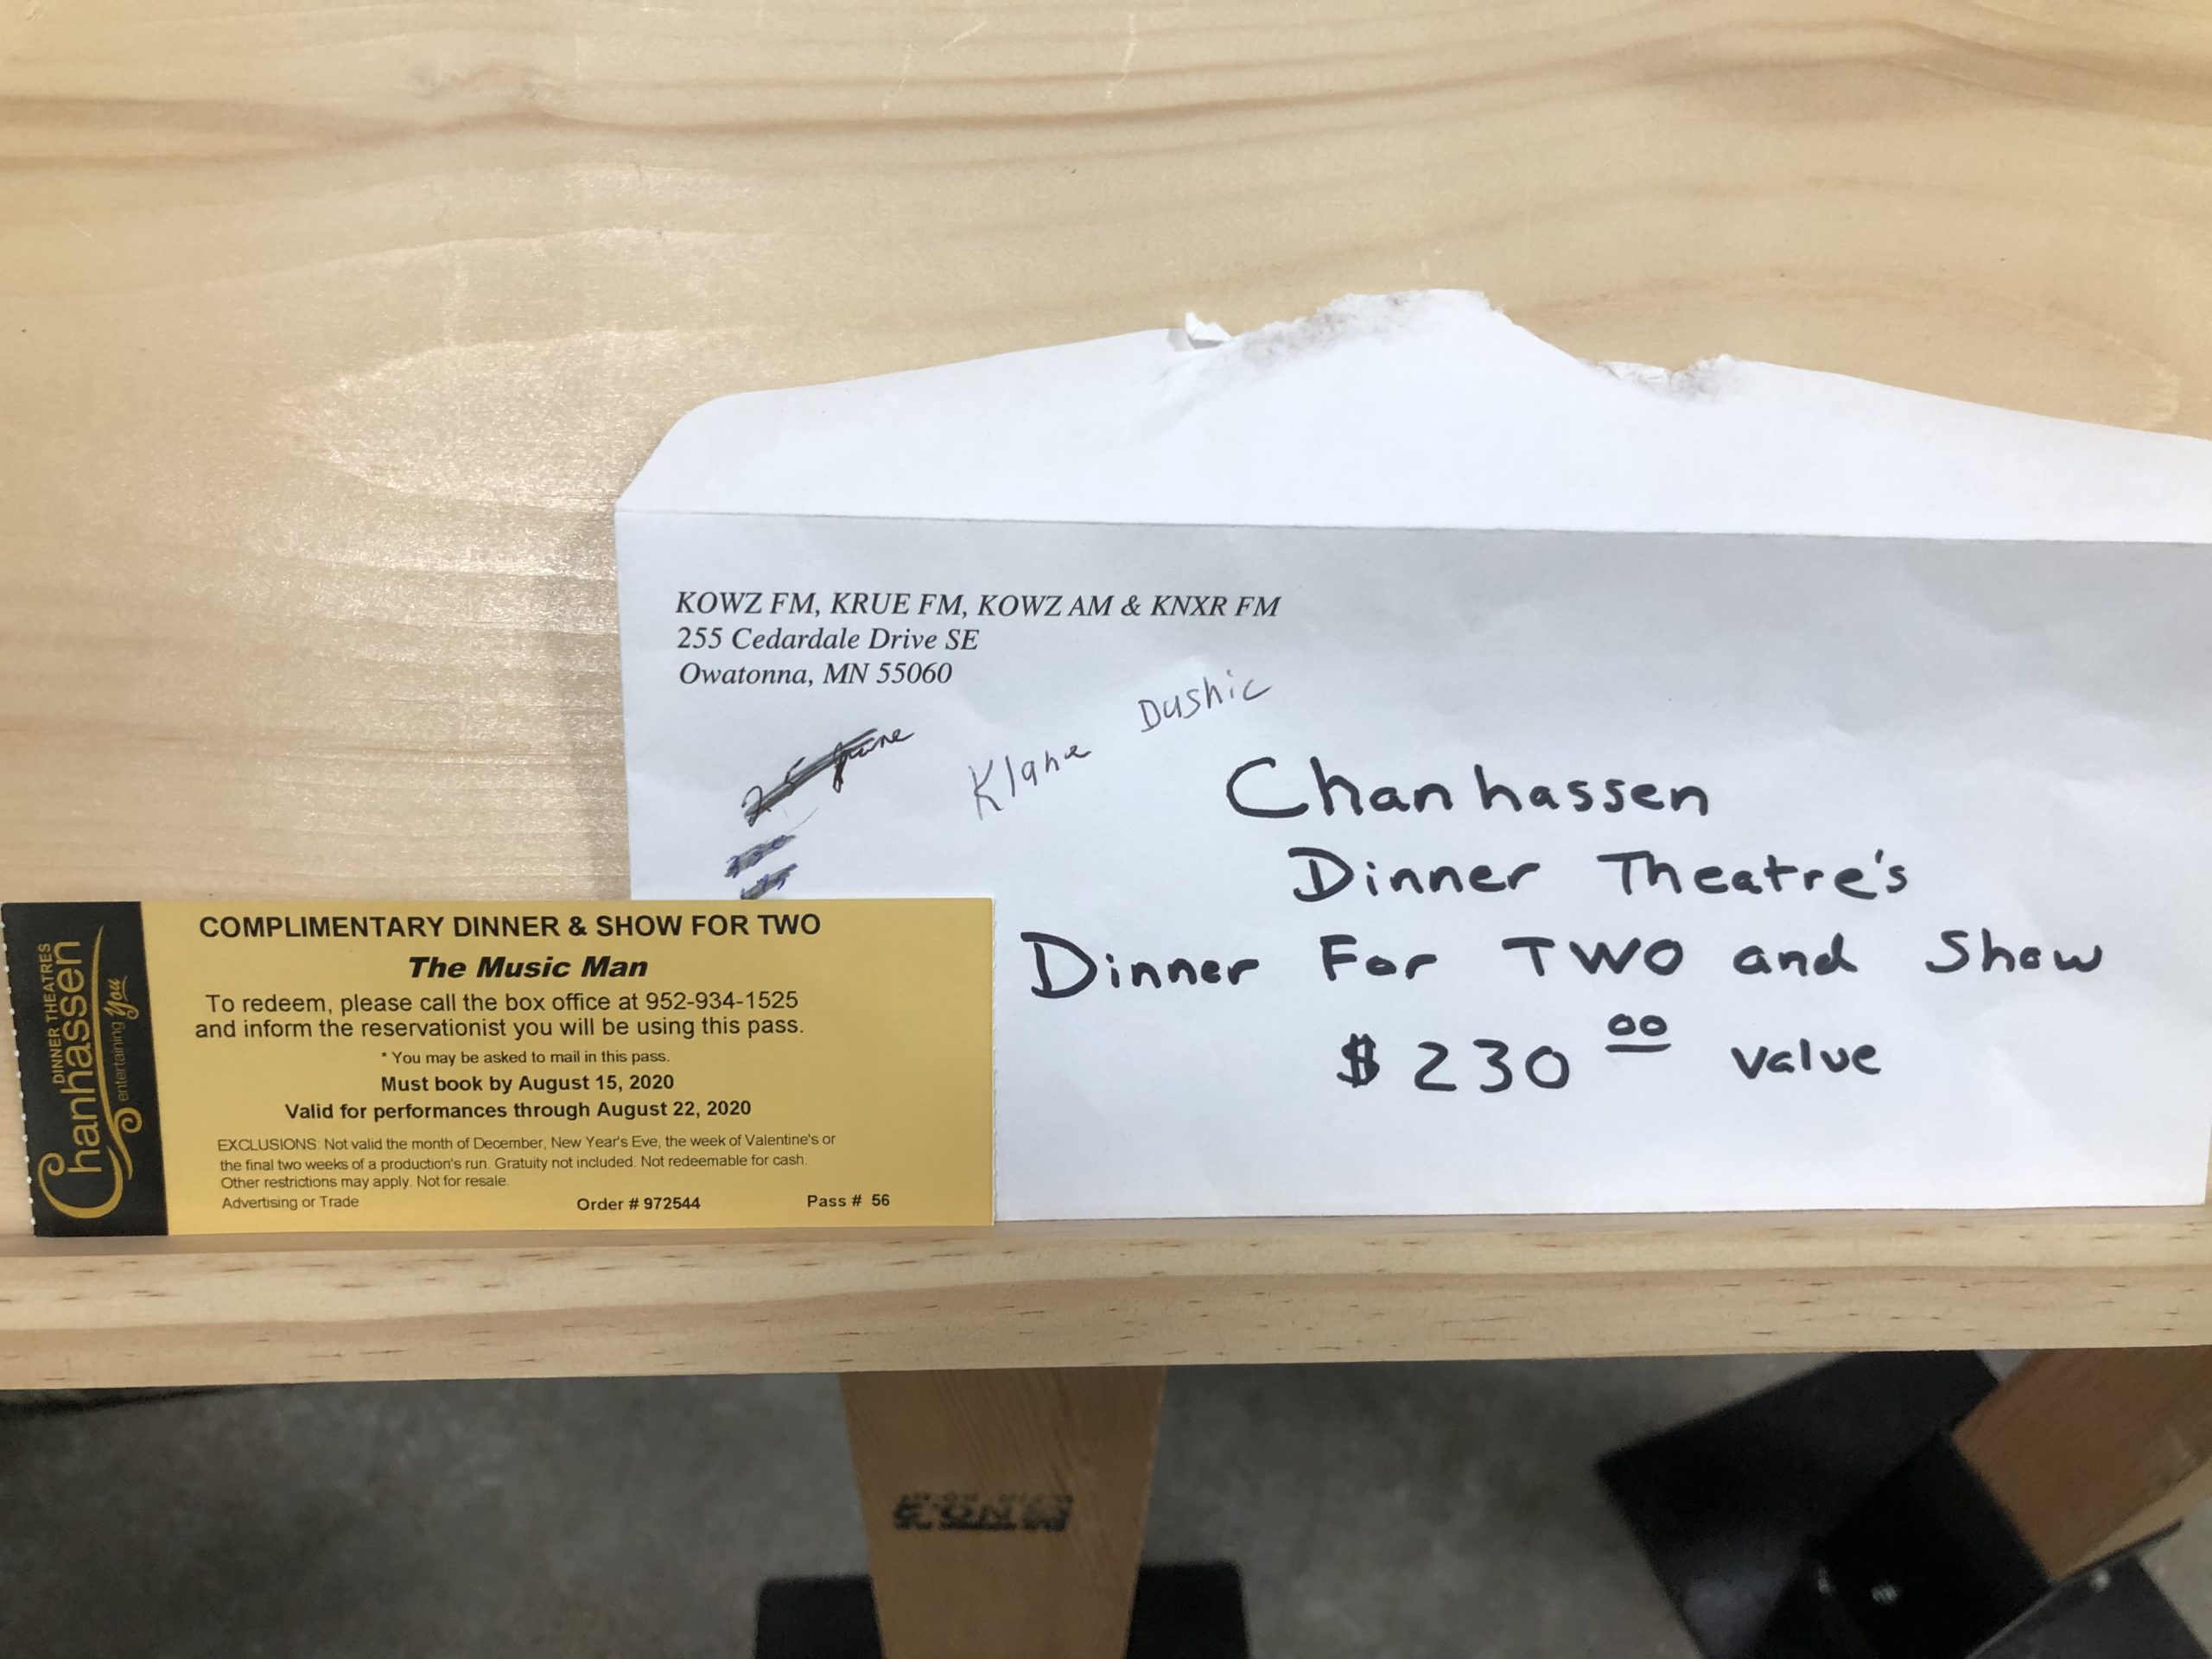 KOWZ FM, KRUE FM, KOWZ AM & KNXR FM
255 Cedardale Drive SE
Owatonna, MN 55060
Dushic
Chanhassen
Dinner Theatre's
Dinner For TWO and Show
$230 00 value
DINNER THEATRES
Chanhassen
entertaining You
COMPLIMENTARY DINNER & SHOW FOR TWO
The Music Man
To redeem, please call the box office at 952-934-1525
and inform the reservationist you will be using this pass.
* You may be asked to mail in this pass.
Must book by August 15, 2020
Valid for performances through August 22, 2020
EXCLUSIONS: Not valid the month of December, New Year's Eve, the week of Valentine's or
the final two weeks of a production's run. Gratuity not included. Not redeemable for cash.
Other restrictions may apply. Not for resale.
Advertising or Trade Order # 972544 Pass # 56